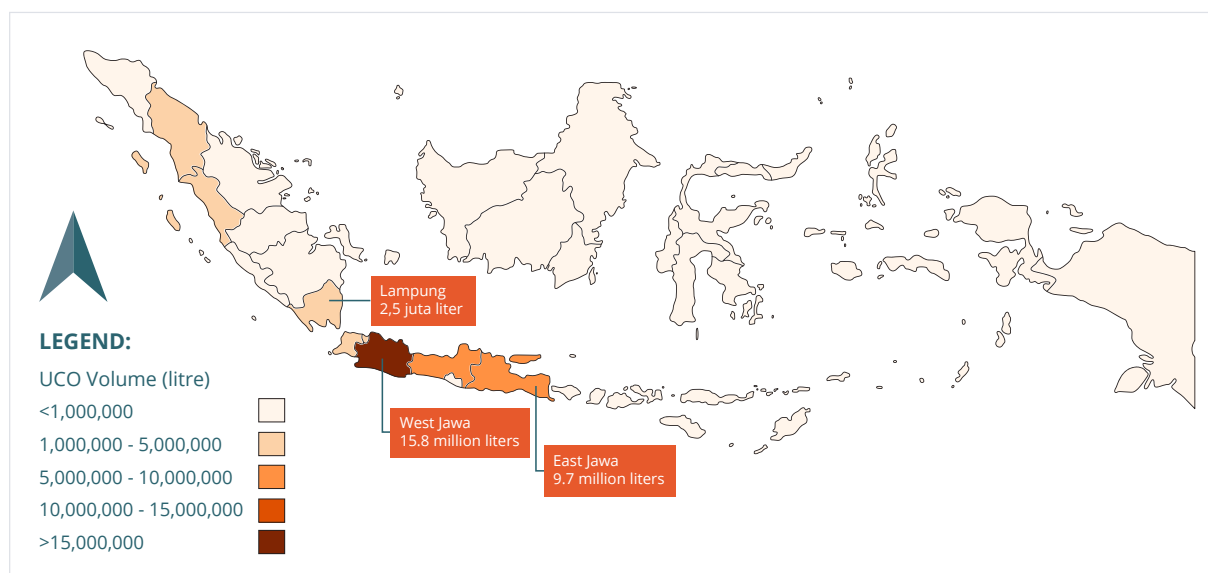 Lampung
2,5 juta liter
LEGEND:
UCO Volume (litre)
<1,000,000
1,000,000 - 5,000,000
5,000,000 - 10,000,000
10,000,000 - 15,000,000
>15,000,000
West Jawa
15.8 million liters
East Jawa
9.7 million liters